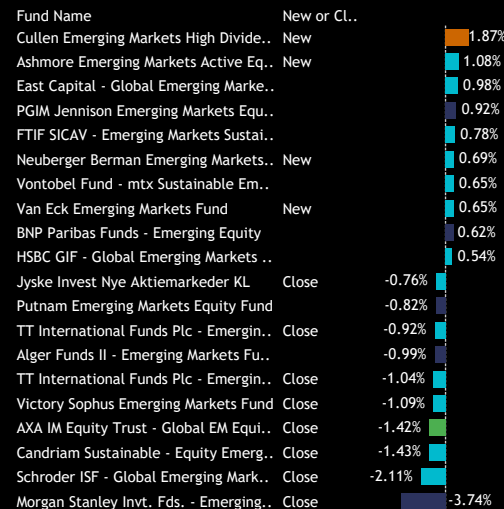 Fund Name New or Cl..
Cullen Emerging Markets High Divide.. New 1.87%
Ashmore Emerging Markets Active Eq.. New 1.08%
East Capital - Global Emerging Marke.. 0.98%
PGIM Jennison Emerging Markets Equ.. 0.92%
FTIF SICAV - Emerging Markets Sustai.. 0.78%
Neuberger Berman Emerging Markets.. New 0.69%
Vontobel Fund - mtx Sustainable Em.. 0.65%
Van Eck Emerging Markets Fund New 0.65%
BNP Paribas Funds - Emerging Equity 0.62%
HSBC GIF - Global Emerging Markets .. 0.54%
Jyske Invest Nye Aktiemarkeder KL Close -0.76%
Putnam Emerging Markets Equity Fund -0.82%
TT International Funds Plc - Emergin.. Close -0.92%
Alger Funds II - Emerging Markets Fu.. -0.99%
TT International Funds Plc - Emergin.. Close -1.04%
Victory Sophus Emerging Markets Fund Close -1.09%
AXA IM Equity Trust - Global EM Equi.. Close -1.42%
Candriam Sustainable - Equity Emerg.. Close -1.43%
Schroder ISF - Global Emerging Mark.. Close -2.11%
Morgan Stanley Invt. Fds. - Emerging.. Close -3.74%